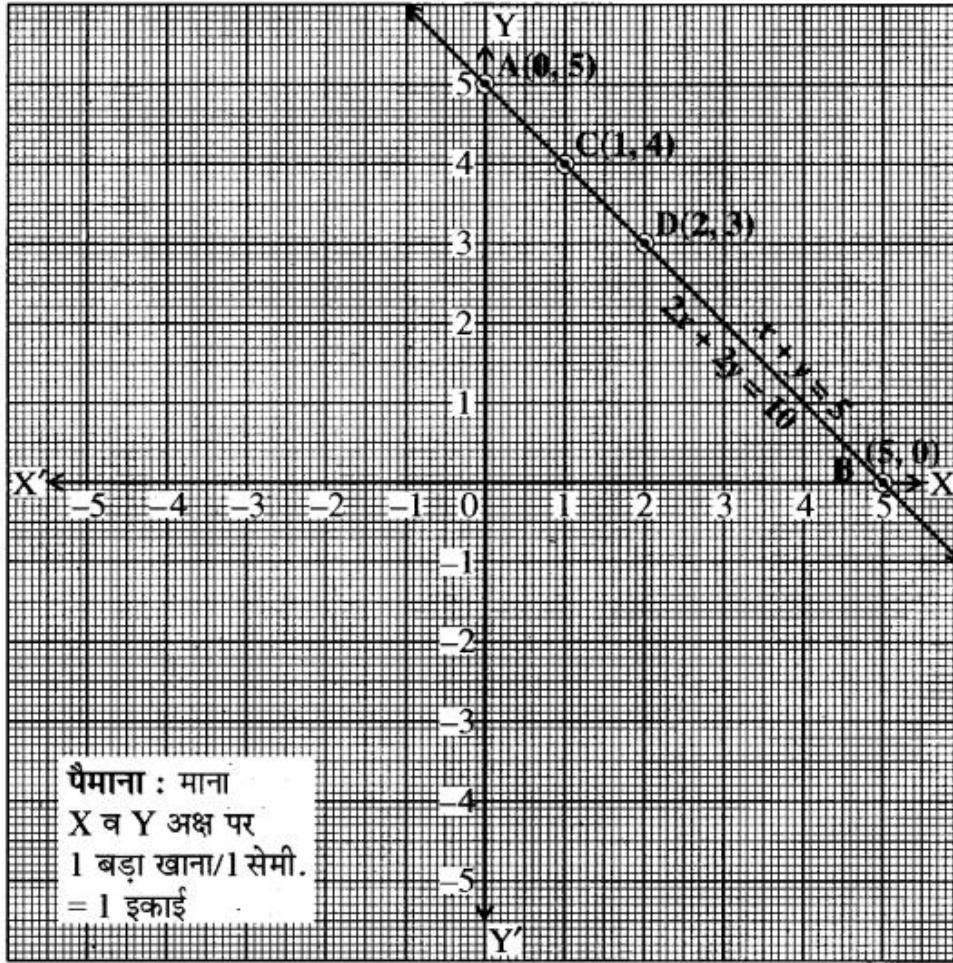 Y
A(0, 5)
5
C(1, 4)
4
D(2, 3)
3
2
x + y = 5
2x + 2y = 10
1
B (5, 0)
X′ X
–5 –4 –3 –2 –1 0 1 2 3 4 5
–1
–2
–3
–4
–5
Y′
पैमाना : माना
X व Y अक्ष पर
1 बड़ा खाना/1 सेमी.
= 1 इकाई